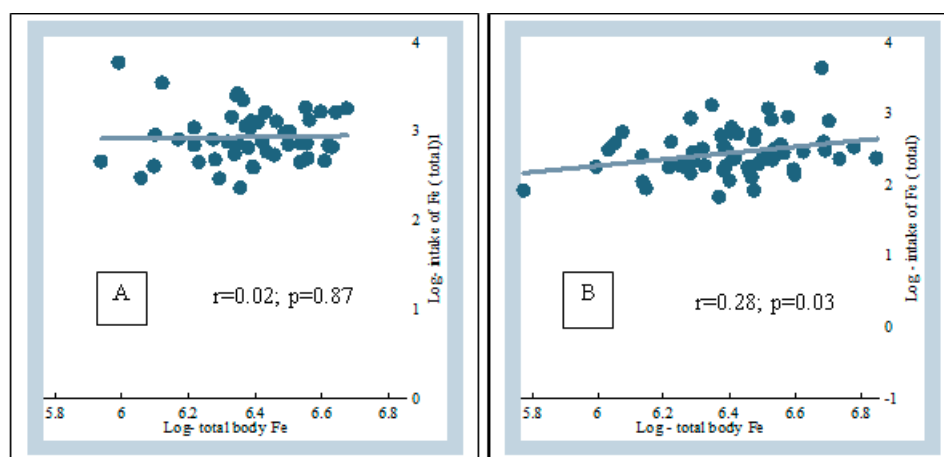 4
3
2
1
0
Log- intake of Fe ( total))
A
r=0.02; p=0.87
5.8 6 6.2 6.4 6.6 6.8
Log- total body Fe
4
3
2
1
0
-1
Log - intake of Fe ( total)
B
r=0.28; p=0.03
5.8 6 6.2 6.4 6.6 6.8
Log - total body Fe